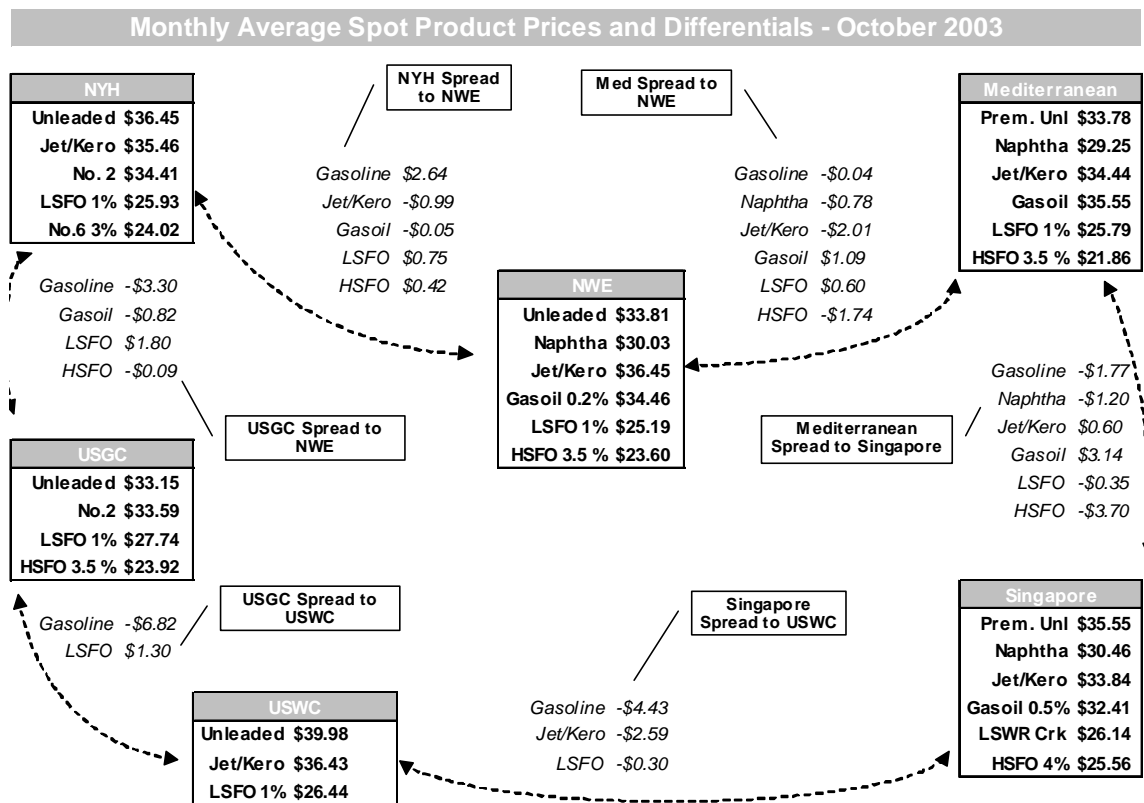 Monthly Average Spot Product Prices and Differentials - October 2003
NYH
Unleaded $36.45
Jet/Kero $35.46
No. 2 $34.41
LSFO 1% $25.93
No.6 3% $24.02
NYH Spread
to NWE
Gasoline $2.64
Jet/Kero -$0.99
Gasoil -$0.05
LSFO $0.75
HSFO $0.42
Med Spread to
NWE
Gasoline -$0.04
Naphtha -$0.78
Jet/Kero -$2.01
Gasoil $1.09
LSFO $0.60
HSFO -$1.74
Mediterranean
Prem. Unl $33.78
Naphtha $29.25
Jet/Kero $34.44
Gasoil $35.55
LSFO 1% $25.79
HSFO 3.5 % $21.86
Gasoline -$3.30
Gasoil -$0.82
LSFO $1.80
HSFO -$0.09
USGC Spread to
NWE
NWE
Unleaded $33.81
Naphtha $30.03
Jet/Kero $36.45
Gasoil 0.2% $34.46
LSFO 1% $25.19
HSFO 3.5 % $23.60
Mediterranean
Spread to Singapore
Gasoline -$1.77
Naphtha -$1.20
Jet/Kero $0.60
Gasoil $3.14
LSFO -$0.35
HSFO -$3.70
USGC
Unleaded $33.15
No.2 $33.59
LSFO 1% $27.74
HSFO 3.5 % $23.92
USGC Spread to
USWC
Gasoline -$6.82
LSFO $1.30
Singapore
Spread to USWC
Gasoline -$4.43
Jet/Kero -$2.59
LSFO -$0.30
Singapore
Prem. Unl $35.55
Naphtha $30.46
Jet/Kero $33.84
Gasoil 0.5% $32.41
LSWR Crk $26.14
HSFO 4% $25.56
USWC
Unleaded $39.98
Jet/Kero $36.43
LSFO 1% $26.44